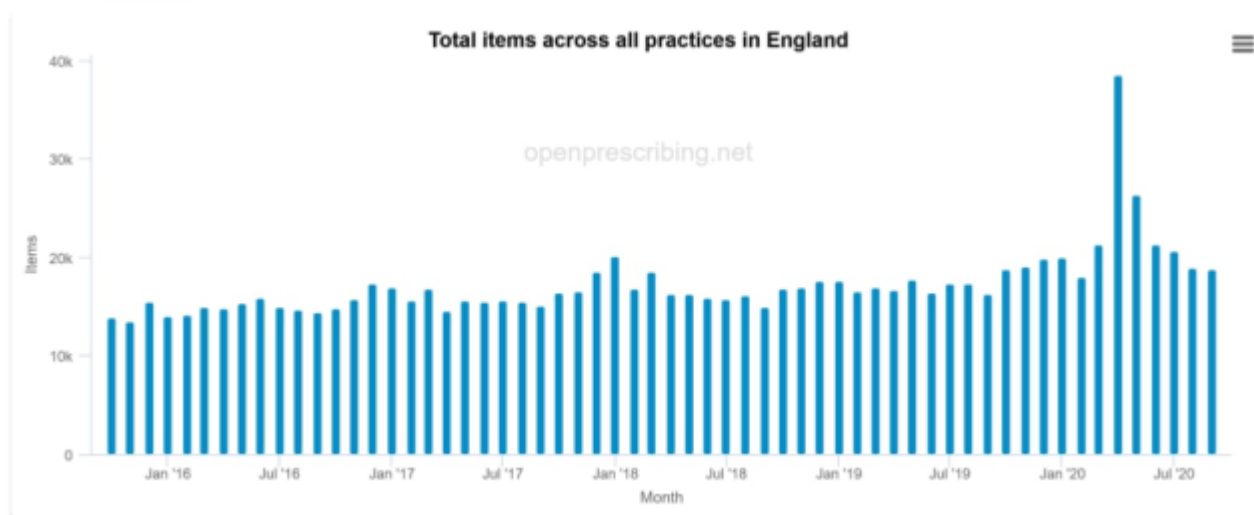 Total items across all practices in England
40k
openprescribing.net
30k
20k
Items
10k
0
Jan '16 Jul '16 Jan '17 Jul '17 Jan '18 Jul '18 Jan '19 Jul '19 Jan '20 Jul '20
Month